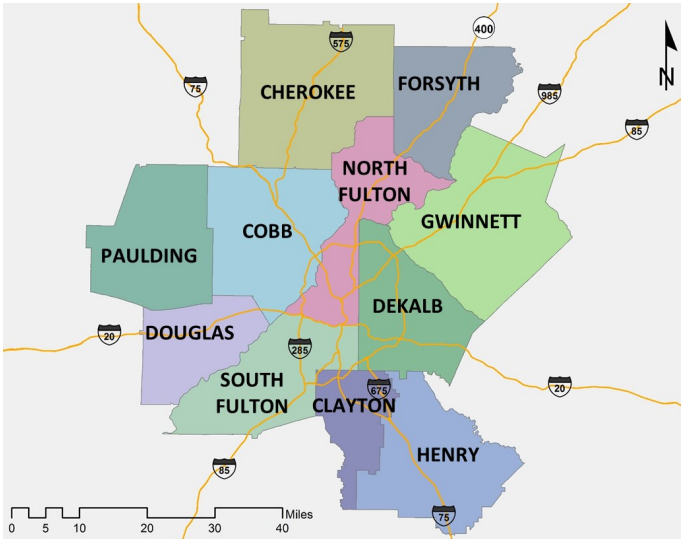 400
575
N
75
CHEROKEE
FORSYTH
985
85
NORTH
FULTON
GWINNETT
COBB
PAULDING
DEKALB
DOUGLAS
20
285
SOUTH
FULTON
CLAYTON
675
20
HENRY
85
75
Miles
0 5 10 20 30 40